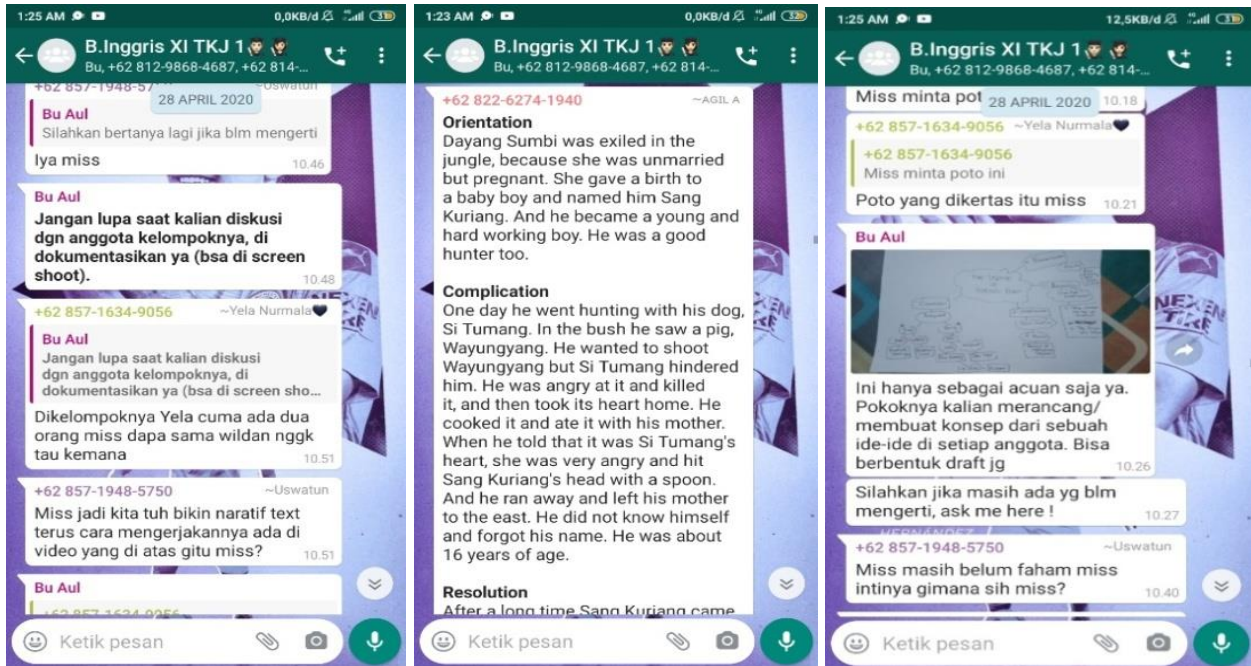 1:25 AM
0,0KB/d
31
B.Inggris XI TKJ 1
Bu, +62 812-9868-4687, +62 814-...
+62 857-1948-57
28 APRIL 2020
Bu Aul
Silahkan bertanya lagi jika blm mengerti
Iya miss
10.46
Bu Aul
Jangan lupa saat kalian diskusi
dgn anggota kelompoknya, di
dokumentasikan ya (bsa di screen
shoot).
10.48
+62 857-1634-9056 ~Yela Nurmala
Bu Aul
Jangan lupa saat kalian diskusi
dgn anggota kelompoknya, di
dokumentasikan ya (bsa di screen sho...
Dikelompoknya Yela cuma ada dua
orang miss dapa sama wildan nggk
tau kemana
10.51
+62 857-1948-5750 ~Uswatun
Miss jadi kita tuh bikin naratif text
terus cara mengerjakannya ada di
video yang di atas gitu miss?
10.51
Bu Aul
+62 857-1634-9056
Ketik pesan
1:23 AM
0,0KB/d
32
B.Inggris XI TKJ 1
Bu, +62 812-9868-4687, +62 814-...
+62 822-6274-1940 ~AGIL A
Orientation
Dayang Sumbi was exiled in the
jungle, because she was unmarried
but pregnant. She gave a birth to
a baby boy and named him Sang
Kuriang. And he became a young and
hard working boy. He was a good
hunter too.
Complication
One day he went hunting with his dog,
Si Tumang. In the bush he saw a pig,
Wayungyang. He wanted to shoot
Wayungyang but Si Tumang hindered
him. He was angry at it and killed
it, and then took its heart home. He
cooked it and ate it with his mother.
When he told that it was Si Tumang's
heart, she was very angry and hit
Sang Kuriang's head with a spoon.
And he ran away and left his mother
to the east. He did not know himself
and forgot his name. He was about
16 years of age.
Resolution
After a long time Sang Kuriang came
Ketik pesan
1:25 AM
12,5KB/d
31
B.Inggris XI TKJ 1
Bu, +62 812-9868-4687, +62 814-...
Miss minta pot
28 APRIL 2020
10.18
+62 857-1634-9056 ~Yela Nurmala
+62 857-1634-9056
Miss minta poto ini
Poto yang dikertas itu miss
10.21
Bu Aul
Ini hanya sebagai acuan saja ya.
Pokoknya kalian merancang/
membuat konsep dari sebuah
ide-ide di setiap anggota. Bisa
berbentuk draft jg
10.26
Silahkan jika masih ada yg blm
mengerti, ask me here !
10.27
+62 857-1948-5750 ~Uswatun
Miss masih belum faham miss
intinya gimana sih miss?
10.40
Ketik pesan